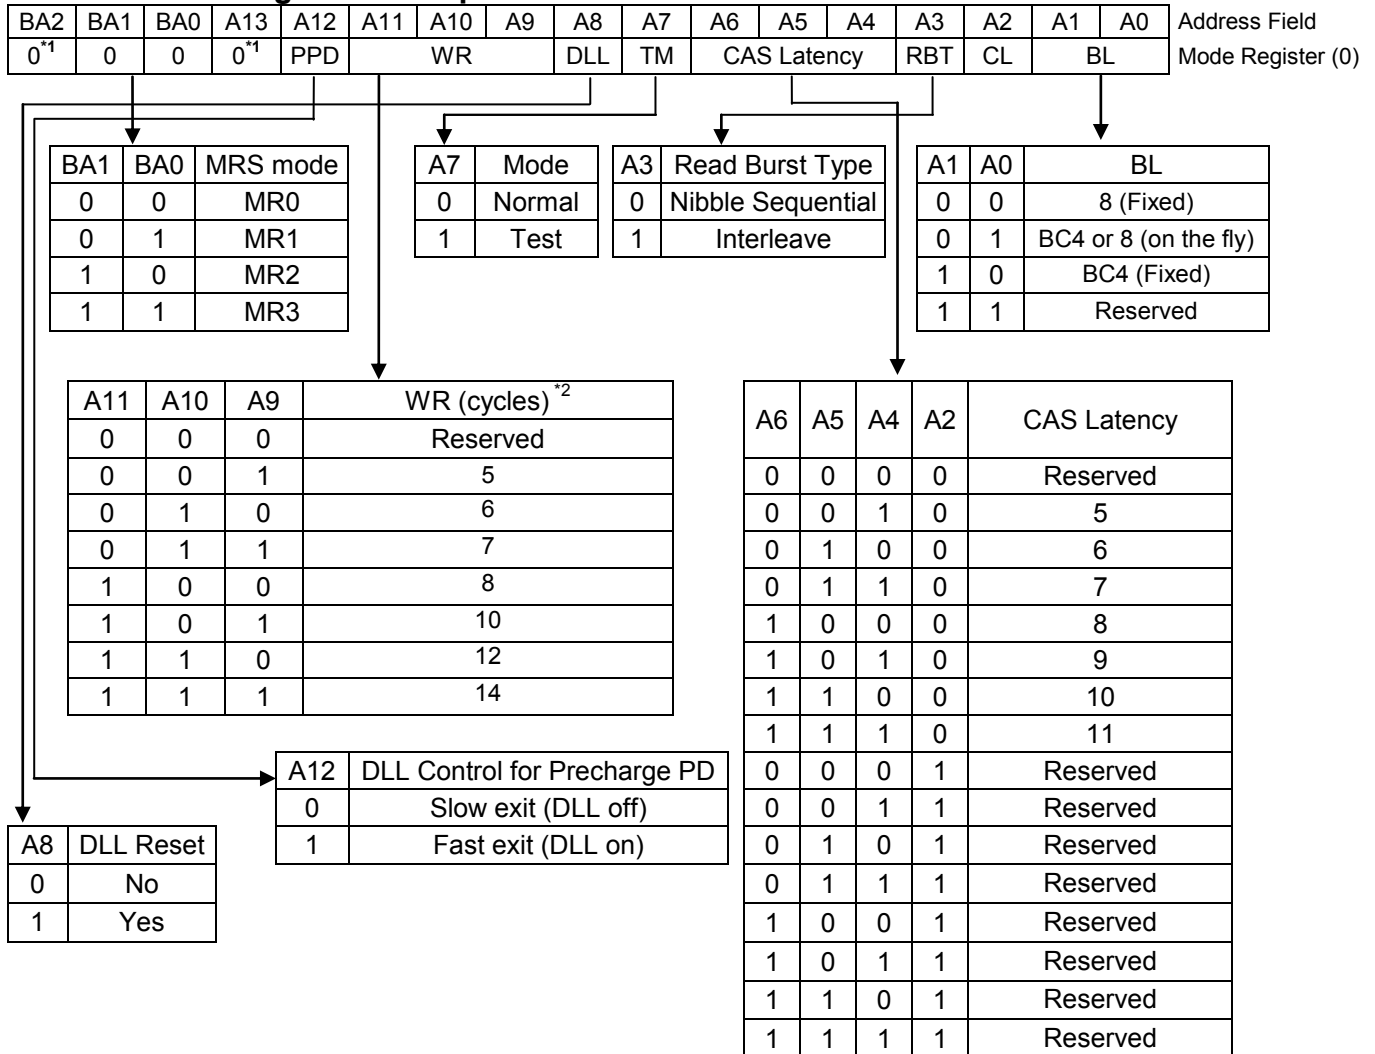 BA2 BA1 BA0 A13 A12 A11 A10 A9 A8 A7 A6 A5 A4 A3 A2 A1 A0 Address Field
0*1 0 0 0*1 PPD WR DLL TM CAS Latency RBT CL BL Mode Register (0)
BA1 BA0 MRS mode
0 0 MR0
0 1 MR1
1 0 MR2
1 1 MR3
A7 Mode
0 Normal
1 Test
A3 Read Burst Type
0 Nibble Sequential
1 Interleave
A1 A0 BL
0 0 8 (Fixed)
0 1 BC4 or 8 (on the fly)
1 0 BC4 (Fixed)
1 1 Reserved
A11 A10 A9 WR (cycles) *2
0 0 0 Reserved
0 0 1 5
0 1 0 6
0 1 1 7
1 0 0 8
1 0 1 10
1 1 0 12
1 1 1 14
A6 A5 A4 A2 CAS Latency
0 0 0 0 Reserved
0 0 1 0 5
0 1 0 0 6
0 1 1 0 7
1 0 0 0 8
1 0 1 0 9
1 1 0 0 10
1 1 1 0 11
0 0 0 1 Reserved
0 0 1 1 Reserved
0 1 0 1 Reserved
0 1 1 1 Reserved
1 0 0 1 Reserved
1 0 1 1 Reserved
1 1 0 1 Reserved
1 1 1 1 Reserved
A12 DLL Control for Precharge PD
0 Slow exit (DLL off)
1 Fast exit (DLL on)
A8 DLL Reset
0 No
1 Yes